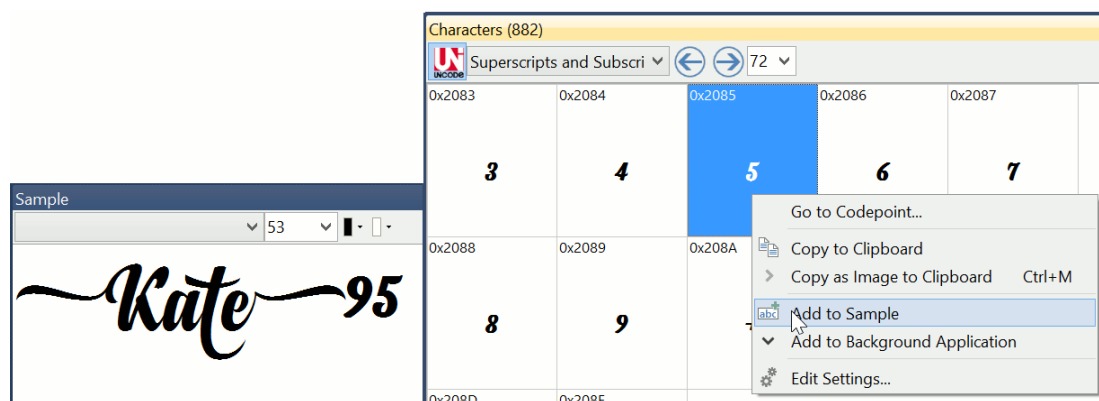 Characters (882)
UNICODE Superscripts and Subscri 72
0x2083 0x2084 0x2085 0x2086 0x2087
3 4 5 6 7
Sample
53
Kate 95
Go to Codepoint...
0x2088 0x2089 0x208A
Copy to Clipboard
Copy as Image to Clipboard Ctrl+M
8 9
abc Add to Sample
Add to Background Application
Edit Settings...